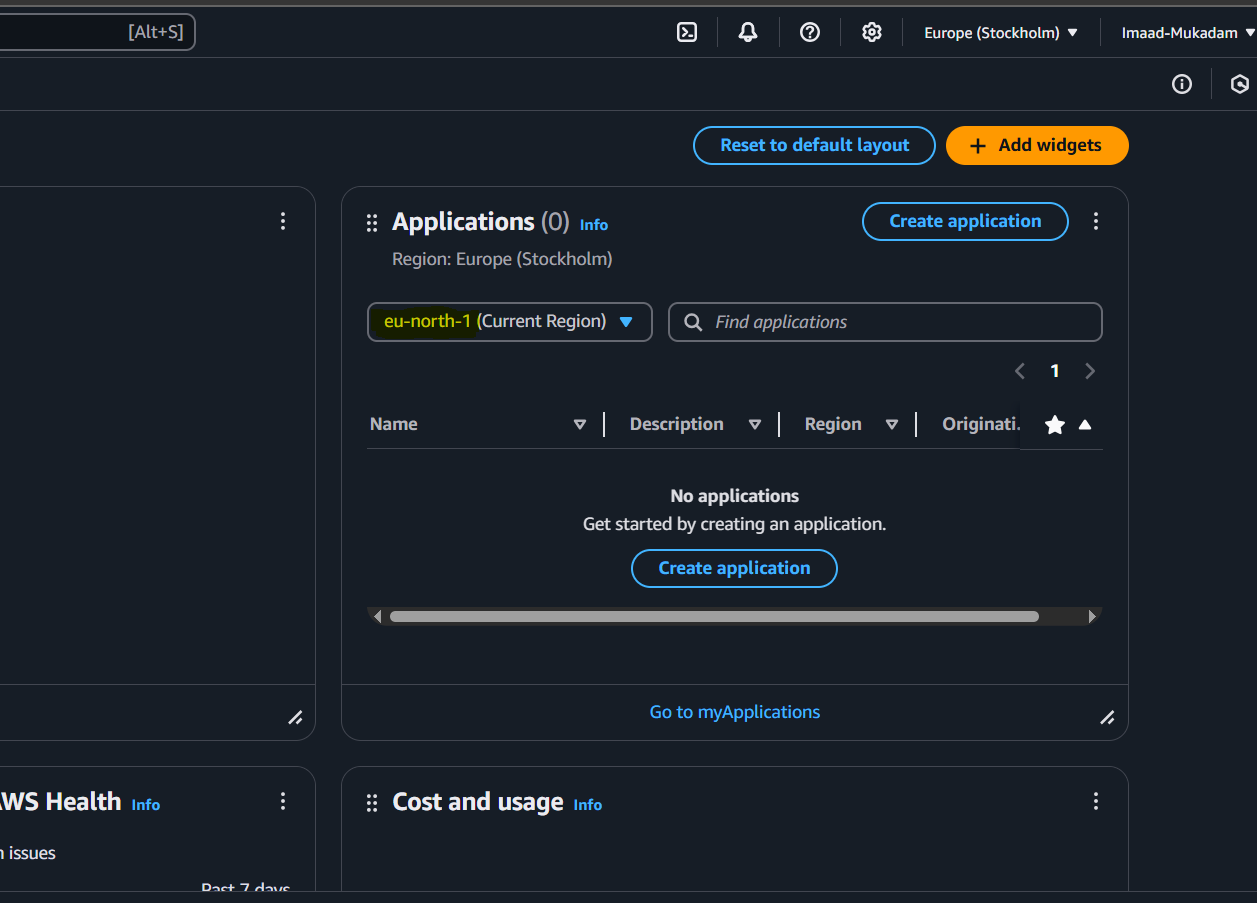 [Alt+S]
Europe (Stockholm)
Imaad-Mukadam
Reset to default layout
+ Add widgets
Applications (0) Info
Create application
Region: Europe (Stockholm)
eu-north-1 (Current Region)
Find applications
1
Name
Description
Region
Originati.
No applications
Get started by creating an application.
Create application
Go to myApplications
AWS Health Info
n issues
Past 7 days
Cost and usage Info